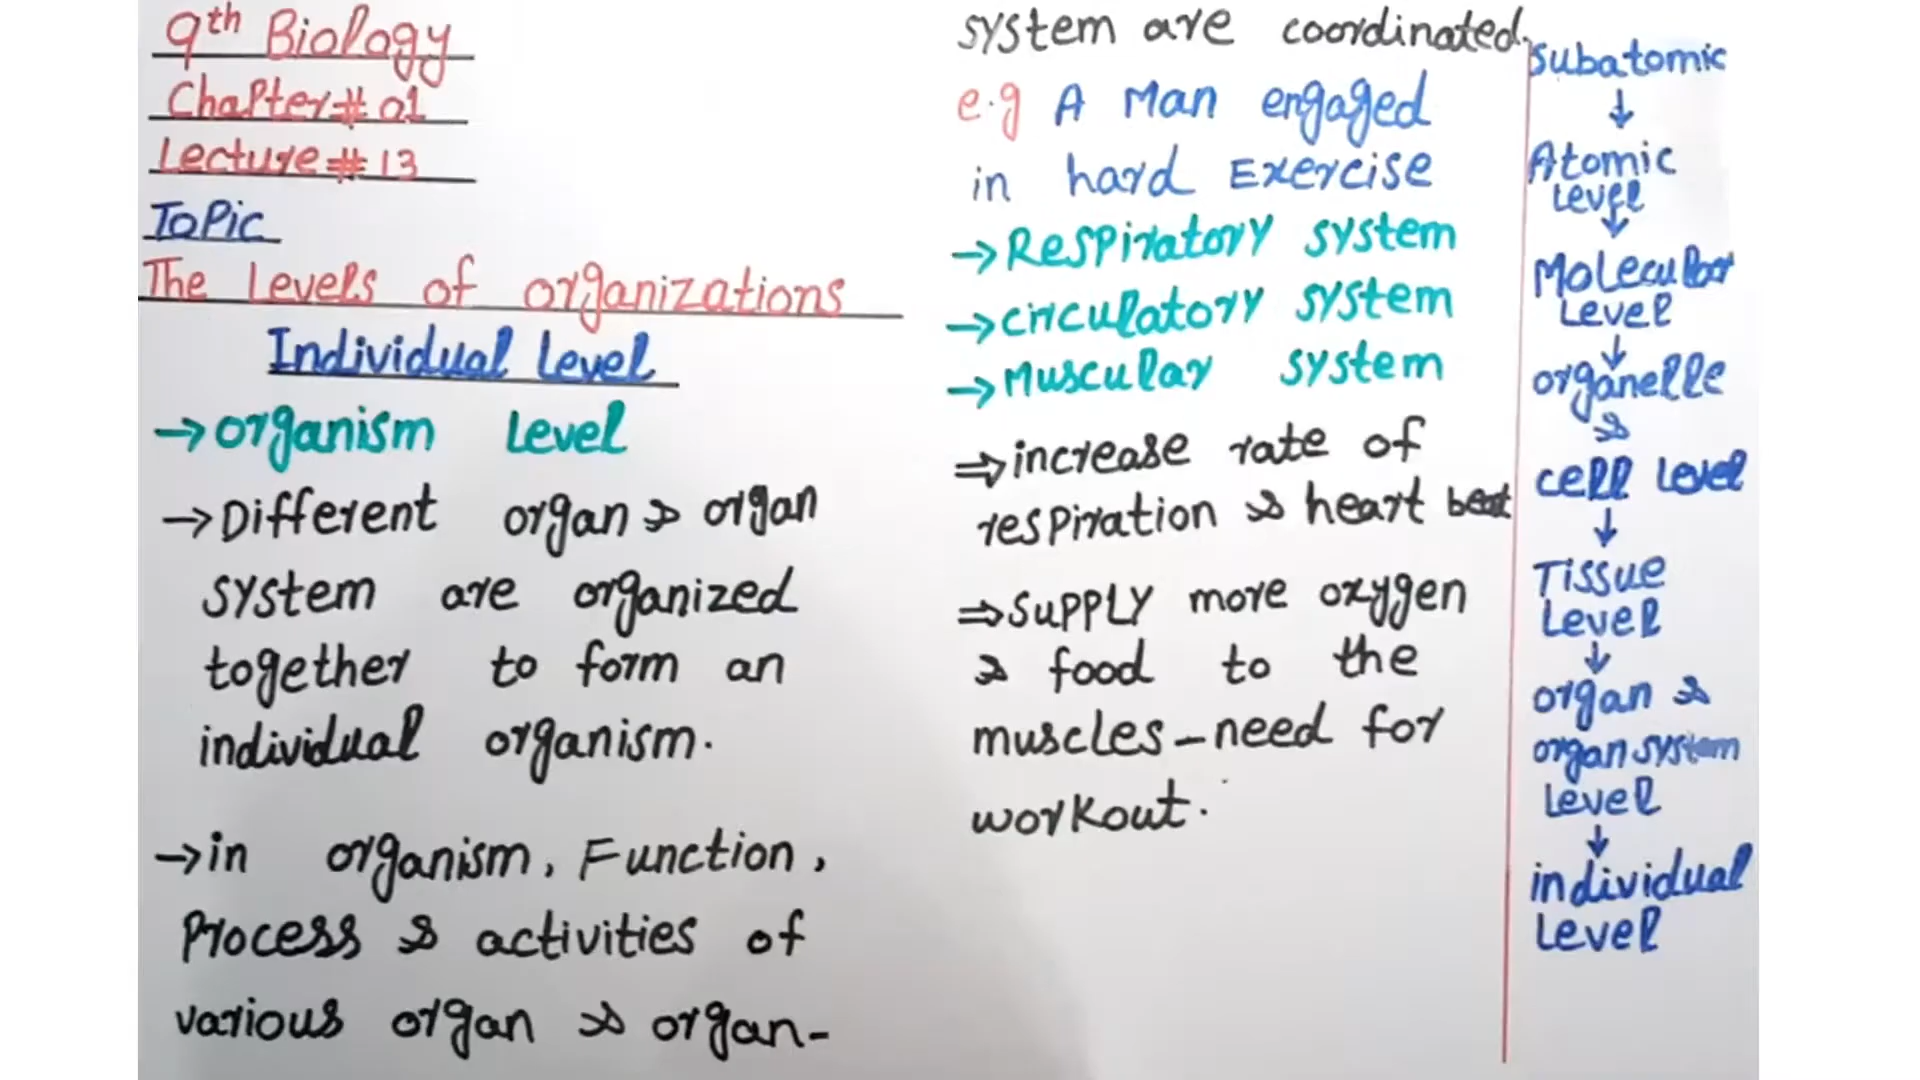 9th Biology
Chapter # 01
Lecture # 13
Topic
The Levels of organizations
Individual Level
→ organism Level
→ Different organ & organ
system are organized
together to form an
individual organism.
→ in organism, Function,
Process & activities of
various organ & organ-
system are coordinated.
e.g A Man engaged
in hard Exercise
→ Respiratory system
→ circulatory system
→ Muscular system
⇒ increase rate of
respiration & heart beat
⇒ supply more oxygen
& food to the
muscles - need for
workout.
subatomic
↓
Atomic
Level
↓
Molecular
Level
↓
organelle
&
cell Level
↓
Tissue
Level
↓
organ &
organ system
Level
↓
individual
Level